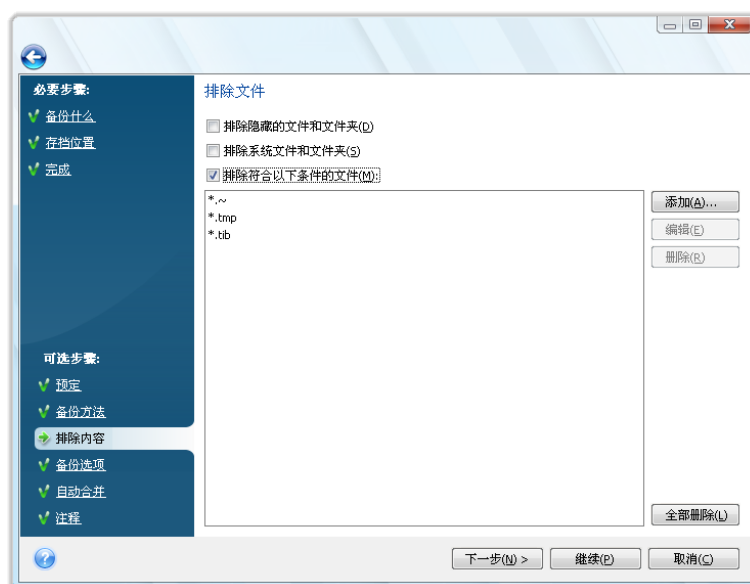 必要步骤:
备份什么
存档位置
完成
可选步骤:
预定
备份方法
排除内容
备份选项
自动合并
注释
排除文件
排除隐藏的文件和文件夹(D)
排除系统文件和文件夹(S)
排除符合以下条件的文件(M):
*.~
*.tmp
*.tib
添加(A)...
编辑(E)
删除(R)
全部删除(L)
下一步(N) >
继续(P)
取消(C)